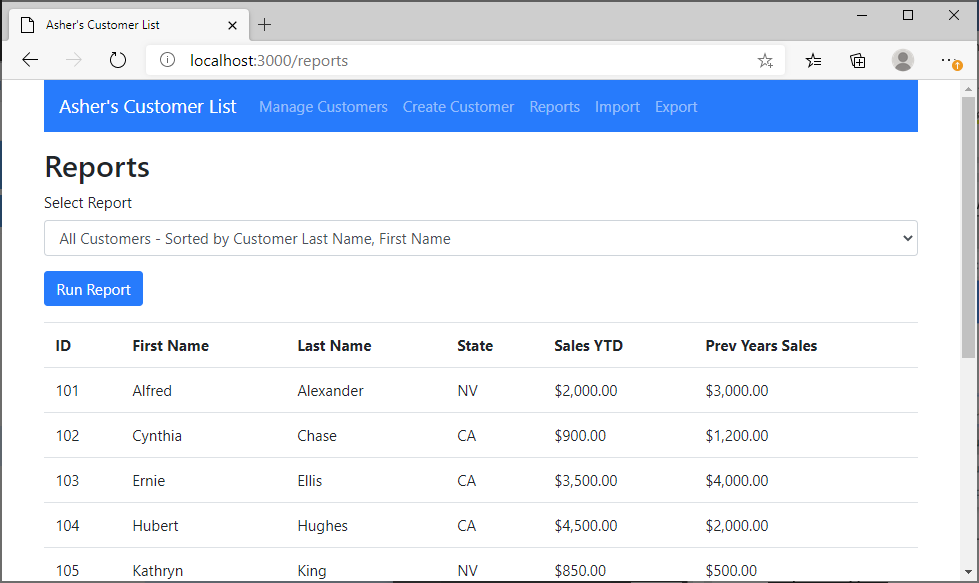 Asher's Customer List
localhost:3000/reports
Asher's Customer List Manage Customers Create Customer Reports Import Export
Reports
Select Report
All Customers - Sorted by Customer Last Name, First Name
Run Report
ID First Name Last Name State Sales YTD Prev Years Sales
101 Alfred Alexander NV $2,000.00 $3,000.00
102 Cynthia Chase CA $900.00 $1,200.00
103 Ernie Ellis CA $3,500.00 $4,000.00
104 Hubert Hughes CA $4,500.00 $2,000.00
105 Kathryn King NV $850.00 $500.00